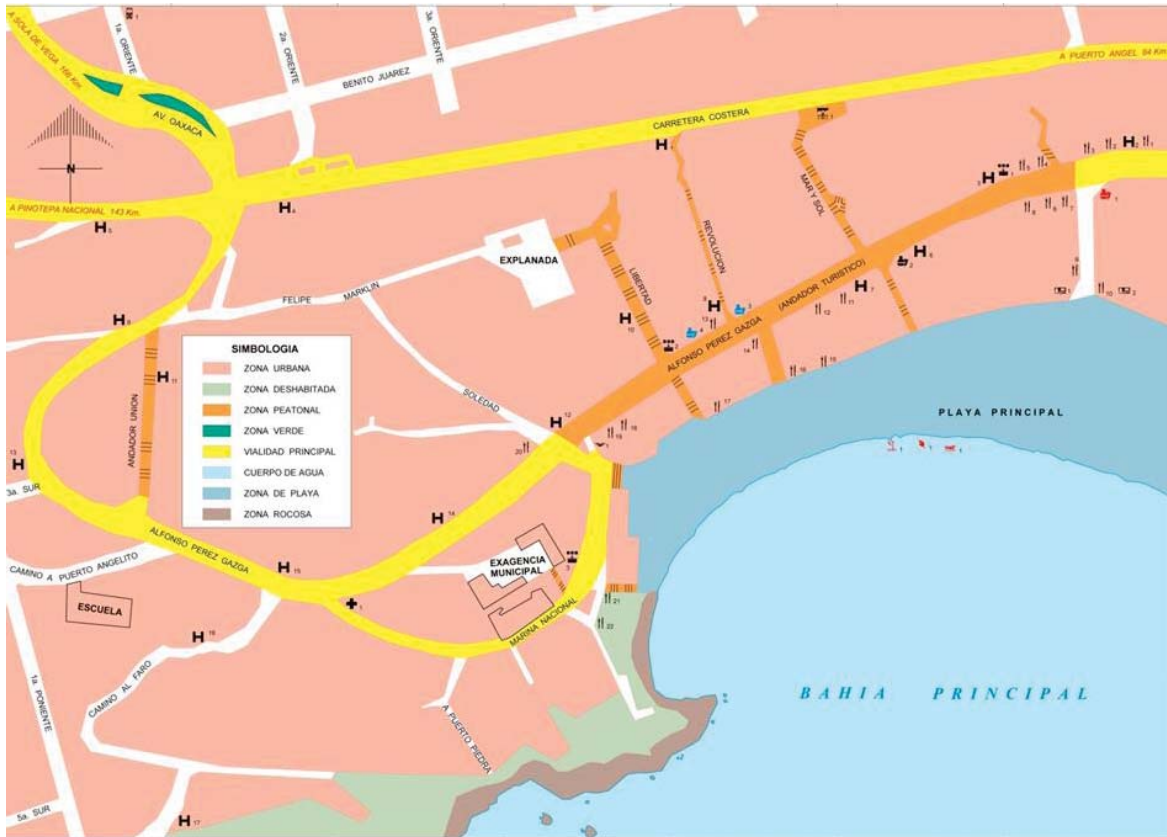 A SOLA DE VEGA 166 Km.
1a. ORIENTE
2a. ORIENTE
3a. ORIENTE
BENITO JUAREZ
AV. OAXACA
CARRETERA COSTERA
A PUERTO ANGEL 84 Km.
N
A PINOTEPA NACIONAL 143 Km.
MAR Y SOL
REVOLUCION
EXPLANADA
LIBERTAD
FELIPE MARKLIN
ALFONSO PEREZ GAZGA
(ANDADOR TURISTICO)
SOLEDAD
ANDADOR UNION
SIMBOLOGIA
ZONA URBANA
ZONA DESHABITADA
ZONA PEATONAL
ZONA VERDE
VIALIDAD PRINCIPAL
CUERPO DE AGUA
ZONA DE PLAYA
ZONA ROCOSA
PLAYA PRINCIPAL
3a. SUR
ALFONSO PEREZ GAZGA
CAMINO A PUERTO ANGELITO
ESCUELA
EXAGENCIA
MUNICIPAL
MARINA NACIONAL
CAMINO AL FARO
1a. PONIENTE
A PUERTO PIEDRA
5a. SUR
BAHIA PRINCIPAL